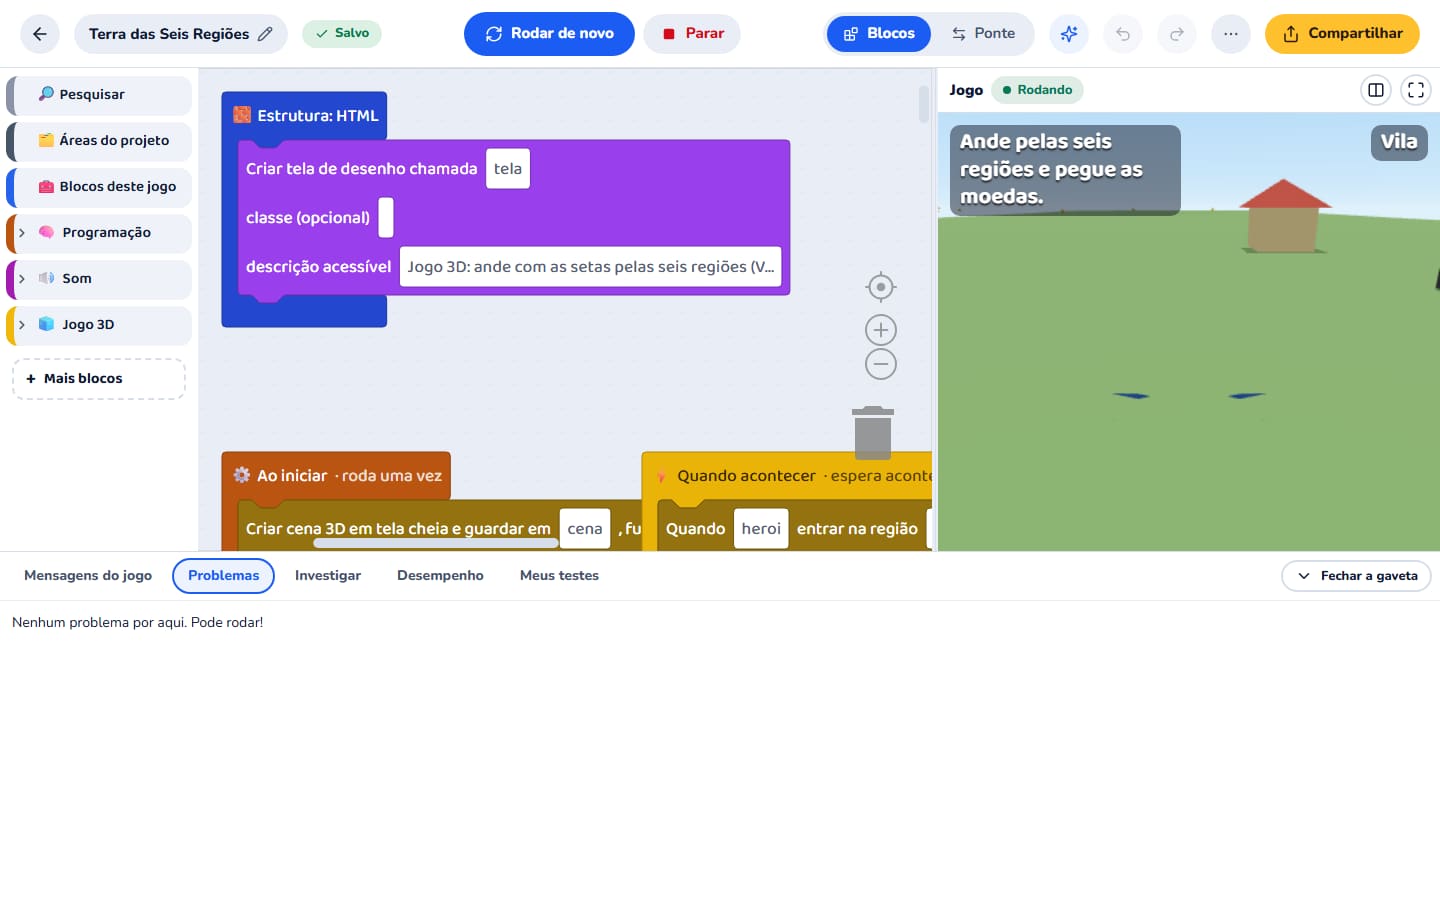 Terra das Seis Regiões
Salvo
Rodar de novo
Parar
Blocos
Ponte
Compartilhar
Pesquisar
Áreas do projeto
Blocos deste jogo
Programação
Som
Jogo 3D
+ Mais blocos
Estrutura: HTML
Criar tela de desenho chamada tela
classe (opcional)
descrição acessível Jogo 3D: ande com as setas pelas seis regiões (V...
Ao iniciar · roda uma vez
Criar cena 3D em tela cheia e guardar em cena , fu
Quando acontecer · espera aconte
Quando heroi entrar na região
Jogo
Rodando
Ande pelas seis
regiões e pegue as
moedas.
Vila
Mensagens do jogo
Problemas
Investigar
Desempenho
Meus testes
Fechar a gaveta
Nenhum problema por aqui. Pode rodar!